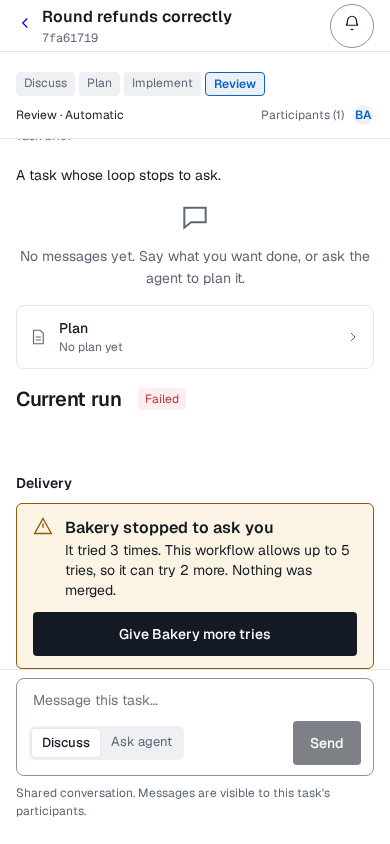 Round refunds correctly
7fa61719
Discuss Plan Implement Review
Review · Automatic
Participants (1) BA
A task whose loop stops to ask.
No messages yet. Say what you want done, or ask the
agent to plan it.
Plan
No plan yet
Current run Failed
Delivery
Bakery stopped to ask you
It tried 3 times. This workflow allows up to 5
tries, so it can try 2 more. Nothing was
merged.
Give Bakery more tries
Message this task...
Discuss Ask agent
Send
Shared conversation. Messages are visible to this task's
participants.